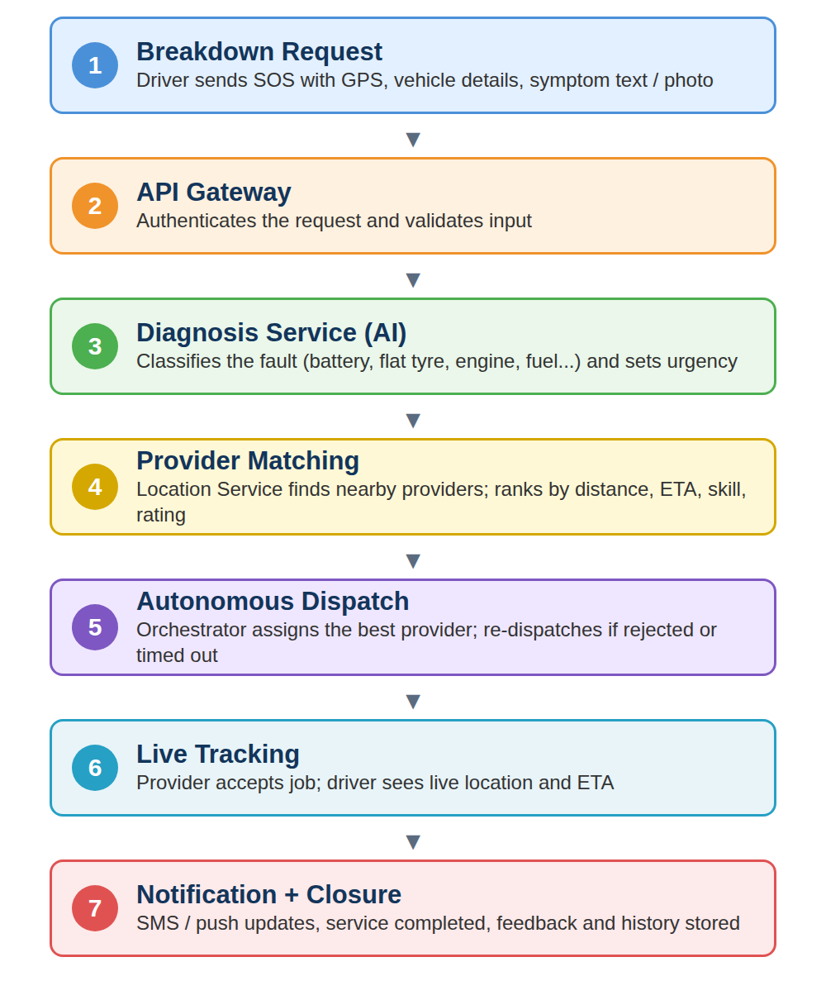 1
Breakdown Request
Driver sends SOS with GPS, vehicle details, symptom text / photo
2
API Gateway
Authenticates the request and validates input
3
Diagnosis Service (AI)
Classifies the fault (battery, flat tyre, engine, fuel...) and sets urgency
4
Provider Matching
Location Service finds nearby providers; ranks by distance, ETA, skill,
rating
5
Autonomous Dispatch
Orchestrator assigns the best provider; re-dispatches if rejected or
timed out
6
Live Tracking
Provider accepts job; driver sees live location and ETA
7
Notification + Closure
SMS / push updates, service completed, feedback and history stored